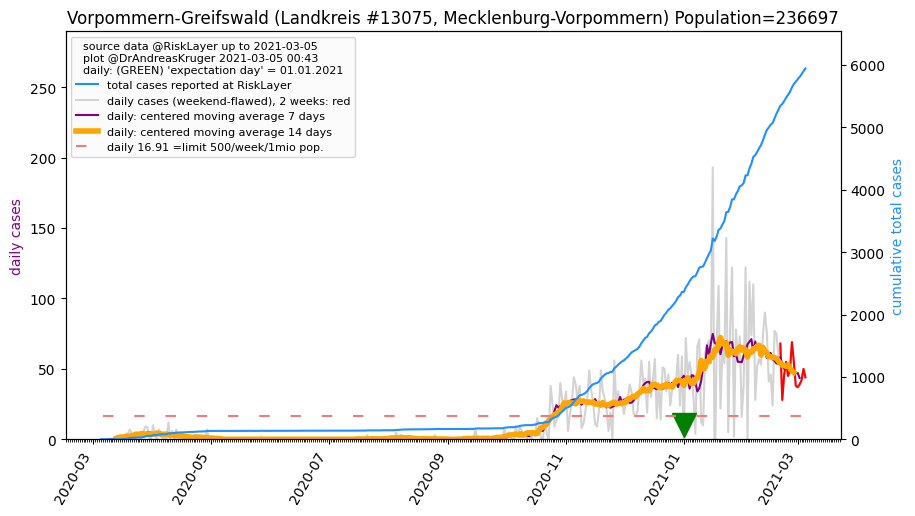 Vorpommern-Greifswald (Landkreis #13075, Mecklenburg-Vorpommern) Population=236697
source data @RiskLayer up to 2021-03-05
plot @DrAndreasKruger 2021-03-05 00:43
daily: (GREEN) 'expectation day' = 01.01.2021
total cases reported at RiskLayer
daily cases (weekend-flawed), 2 weeks: red
daily: centered moving average 7 days
daily: centered moving average 14 days
daily 16.91 =limit 500/week/1mio pop.
daily cases
250
200
150
100
50
0
cumulative total cases
6000
5000
4000
3000
2000
1000
0
2020-03
2020-05
2020-07
2020-09
2020-11
2021-01
2021-03